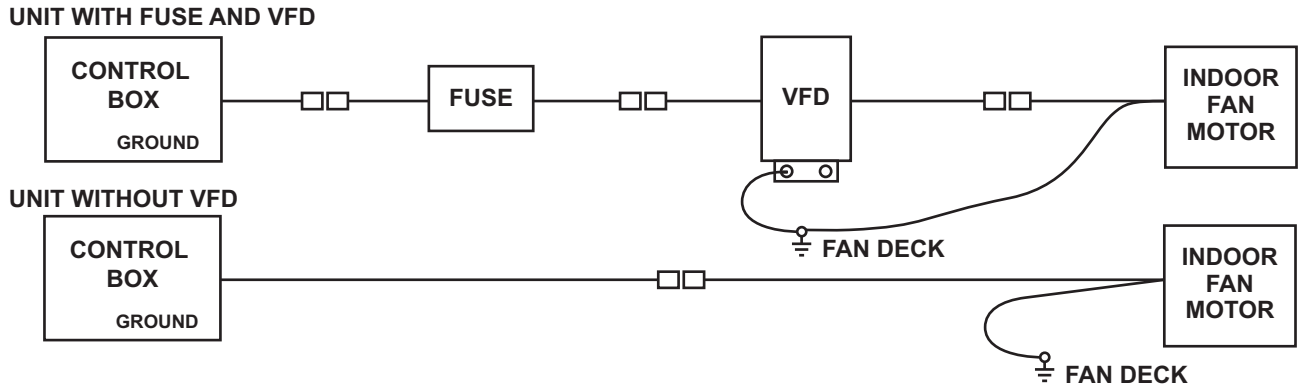 UNIT WITH FUSE AND VFD
CONTROL
BOX
GROUND
FUSE
VFD
INDOOR
FAN
MOTOR
FAN DECK
UNIT WITHOUT VFD
CONTROL
BOX
GROUND
INDOOR
FAN
MOTOR
FAN DECK